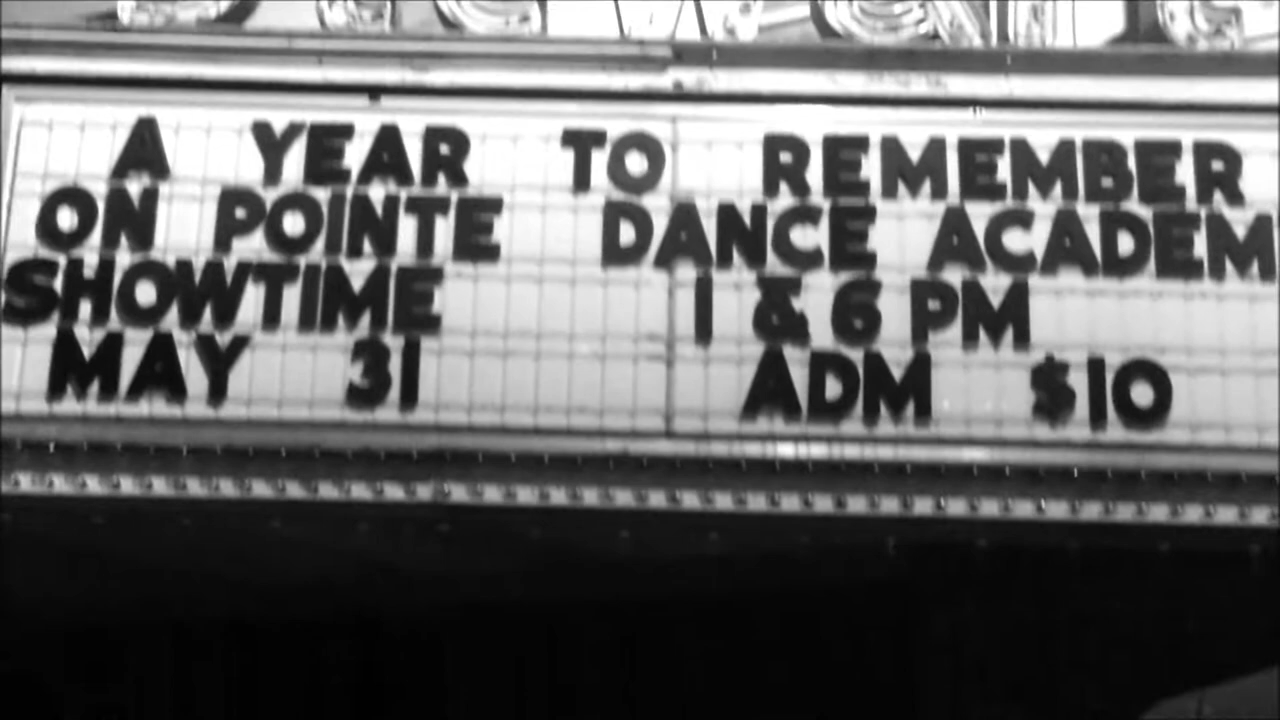 A YEAR TO REMEMBER
ON POINTE DANCE ACADEM
SHOWTIME 1 & 6 PM
MAY 31 ADM $10